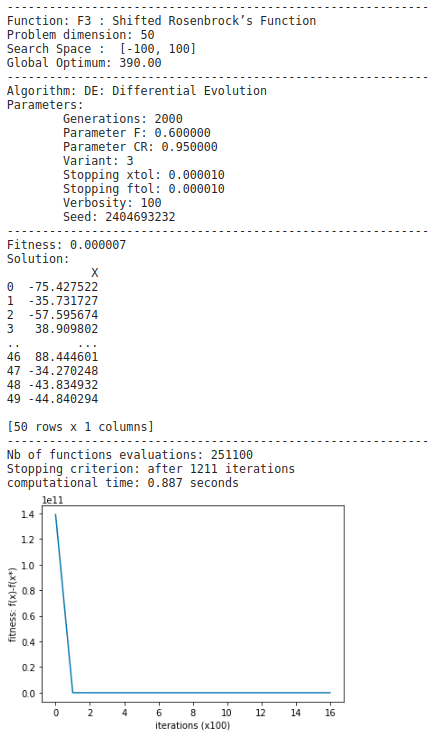 ------------------------------------------------------------
Function: F3 : Shifted Rosenbrock’s Function
Problem dimension: 50
Search Space :  [-100, 100]
Global Optimum: 390.00
------------------------------------------------------------
Algorithm: DE: Differential Evolution
Parameters:
        Generations: 2000
        Parameter F: 0.600000
        Parameter CR: 0.950000
        Variant: 3
        Stopping xtol: 0.000010
        Stopping ftol: 0.000010
        Verbosity: 100
        Seed: 2404693232
------------------------------------------------------------
Fitness: 0.000007
Solution:
            X
0  -75.427522
1  -35.731727
2  -57.595674
3   38.909802
..        ...
46  88.444601
47 -34.270248
48 -43.834932
49 -44.840294

[50 rows x 1 columns]
------------------------------------------------------------
Nb of functions evaluations: 251100
Stopping criterion: after 1211 iterations
computational time: 0.887 seconds
1e11
1.4
1.2
1.0
0.8
0.6
0.4
0.2
0.0
fitness: f(x)-f(x*)
0 2 4 6 8 10 12 14 16
iterations (x100)